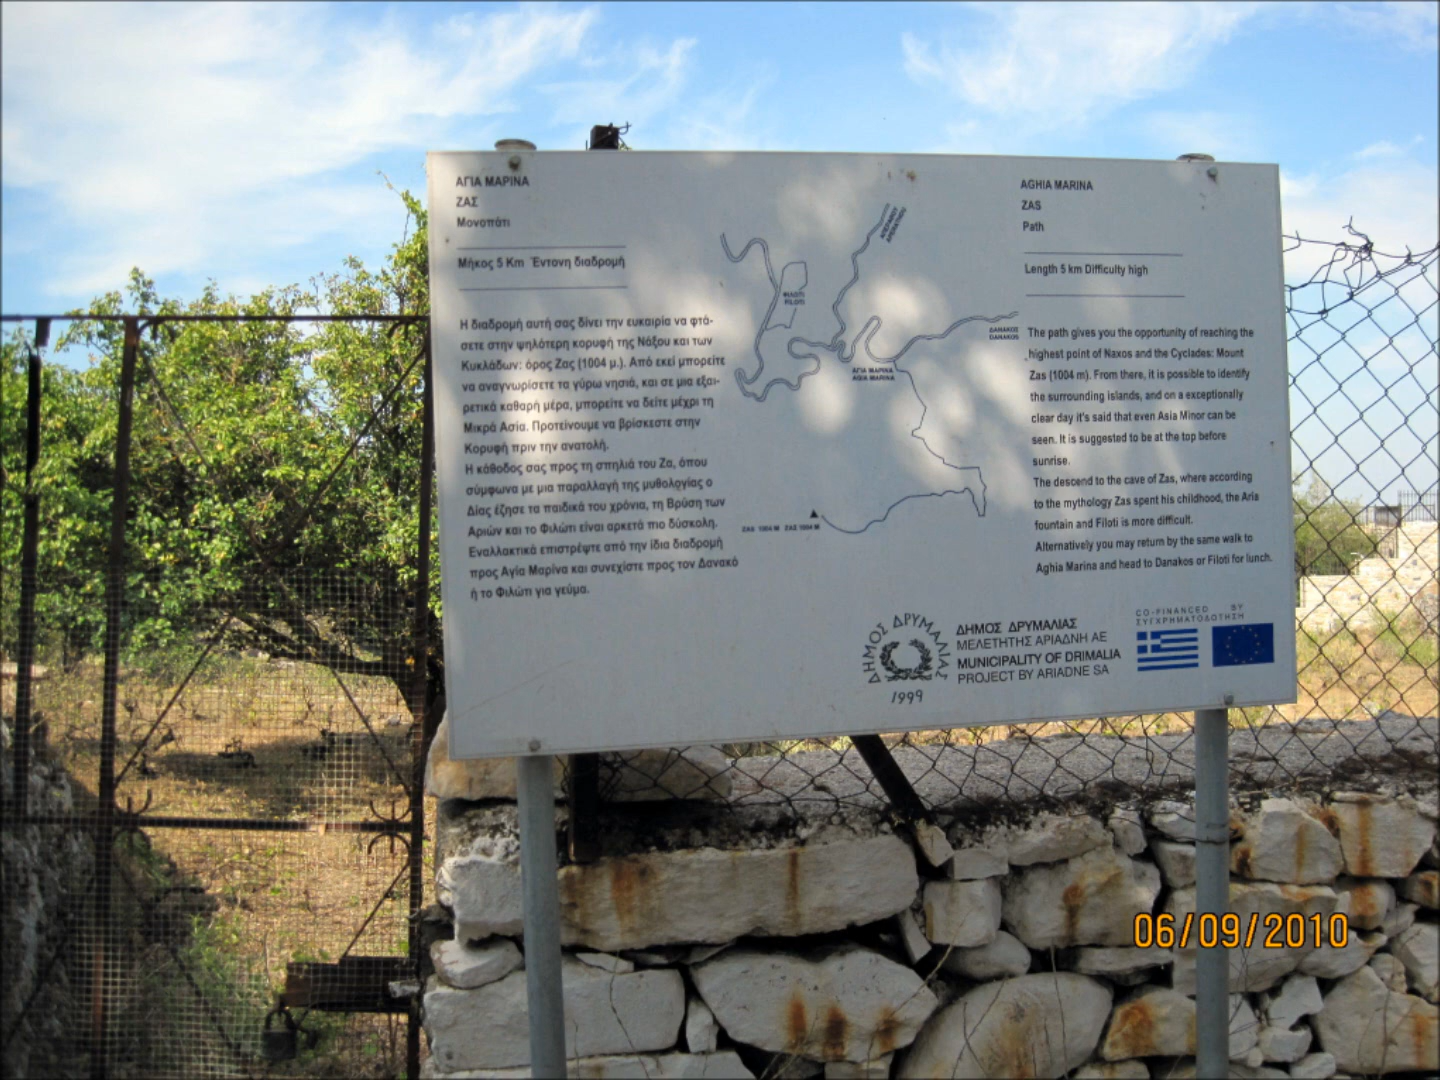 ΑΓΙΑ ΜΑΡΙΝΑ
ΖΑΣ
Μονοπάτι
Μήκος 5 Km Έντονη διαδρομή
Η διαδρομή αυτή σας δίνει την ευκαιρία να φτά-
σετε στην ψηλότερη κορυφή της Νάξου και των
Κυκλάδων: όρος Ζας (1004 μ.). Από εκεί μπορείτε
να αναγνωρίσετε τα γύρω νησιά, και σε μια εξαι-
ρετικά καθαρή μέρα, μπορείτε να δείτε μέχρι τη
Μικρά Ασία. Προτείνουμε να βρίσκεστε στην
Κορυφή πριν την ανατολή.
Η κάθοδος σας προς τη σπηλιά του Ζα, όπου
σύμφωνα με μια παραλλαγή της μυθολογίας ο
Δίας έζησε τα παιδικά του χρόνια, τη Βρύση των
Αριών και το Φιλώτι είναι αρκετά πιο δύσκολη.
Εναλλακτικά επιστρέψτε από την ίδια διαδρομή
προς Αγία Μαρίνα και συνεχίστε προς τον Δανακό
ή το Φιλώτι για γεύμα.
ΦΙΛΩΤΙ
FILOTI
ΔΑΝΑΚΟΣ
DANAKOS
ΑΓΙΑ ΜΑΡΙΝΑ
AGHIA MARINA
ZAS 1004 M ΖΑΣ 1004 Μ
AGHIA MARINA
ZAS
Path
Length 5 km Difficulty high
The path gives you the opportunity of reaching the
highest point of Naxos and the Cyclades: Mount
Zas (1004 m). From there, it is possible to identify
the surrounding islands, and on a exceptionally
clear day it's said that even Asia Minor can be
seen. It is suggested to be at the top before
sunrise.
The descend to the cave of Zas, where according
to the mythology Zas spent his childhood, the Aria
fountain and Filoti is more difficult.
Alternatively you may return by the same walk to
Aghia Marina and head to Danakos or Filoti for lunch.
ΔΗΜΟΣ ΔΡΥΜΑΛΙΑΣ
1999
ΔΗΜΟΣ ΔΡΥΜΑΛΙΑΣ
ΜΕΛΕΤΗΤΗΣ ΑΡΙΑΔΝΗ ΑΕ
MUNICIPALITY OF DRIMALIA
PROJECT BY ARIADNE SA
CO-FINANCED BY
ΣΥΓΧΡΗΜΑΤΟΔΟΤΗΣΗ
06/09/2010